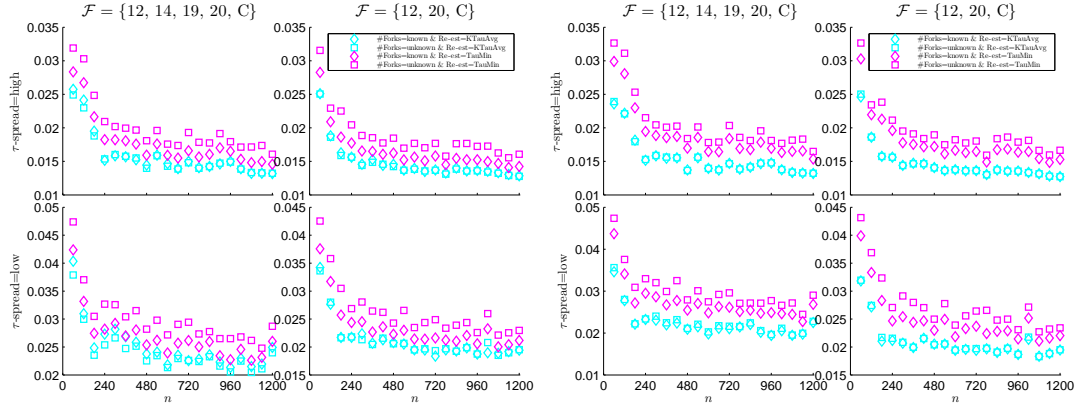 F = {12, 14, 19, 20, C}
F = {12, 20, C}
F = {12, 14, 19, 20, C}
F = {12, 20, C}
#Forks=known & Re-est=KTauAvg
#Forks=unknown & Re-est=KTauAvg
#Forks=known & Re-est=TauMin
#Forks=unknown & Re-est=TauMin
#Forks=known & Re-est=KTauAvg
#Forks=unknown & Re-est=KTauAvg
#Forks=known & Re-est=TauMin
#Forks=unknown & Re-est=TauMin
τ-spread=high
0.035
0.03
0.025
0.02
0.015
0.01
0.035
0.03
0.025
0.02
0.015
0.01
τ-spread=high
0.035
0.03
0.025
0.02
0.015
0.01
0.035
0.03
0.025
0.02
0.015
0.01
τ-spread=low
0.05
0.045
0.04
0.035
0.03
0.025
0.02
0.045
0.04
0.035
0.03
0.025
0.02
0.015
τ-spread=low
0.05
0.04
0.03
0.02
0.01
0.045
0.04
0.035
0.03
0.025
0.02
0.015
0 240 480 720 960 1200
0 240 480 720 960 1200
0 240 480 720 960 1200
0 240 480 720 960 1200
n
n
n
n